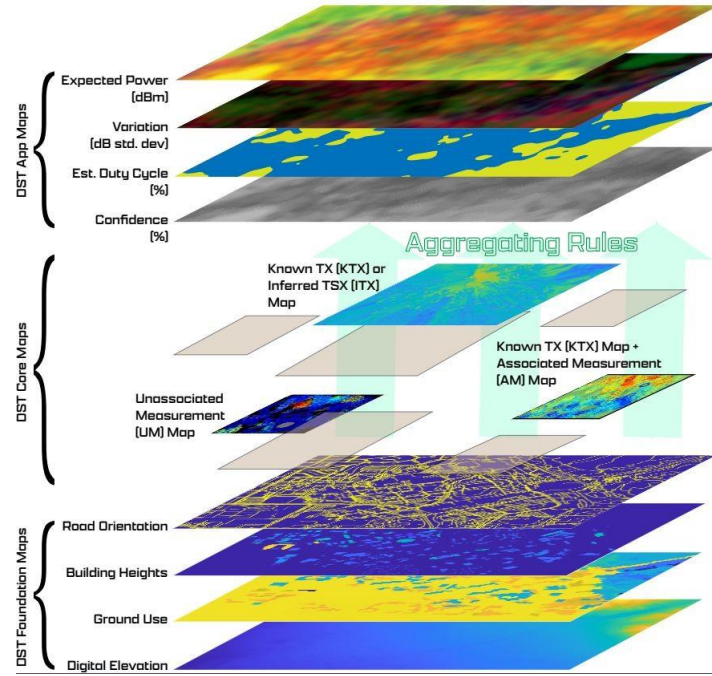 DST App Maps
Expected Power
(dBm)
Variation
(dB std. dev)
Est. Duty Cycle
(%)
Confidence
(%)
Aggregating Rules
DST Core Maps
Known TX (KTX) or
Inferred TSX (ITX)
Map
Known TX (KTX) Map +
Associated Measurement
(AM) Map
Unassociated
Measurement
(UM) Map
DST Foundation Maps
Road Orientation
Building Heights
Ground Use
Digital Elevation